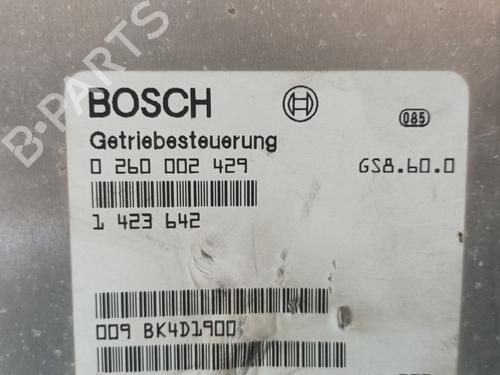 B-PARTS
BOSCH
085
Getriebesteuerung
0 260 002 429 GS8.60.0
1 423 642
009 BK4D1900